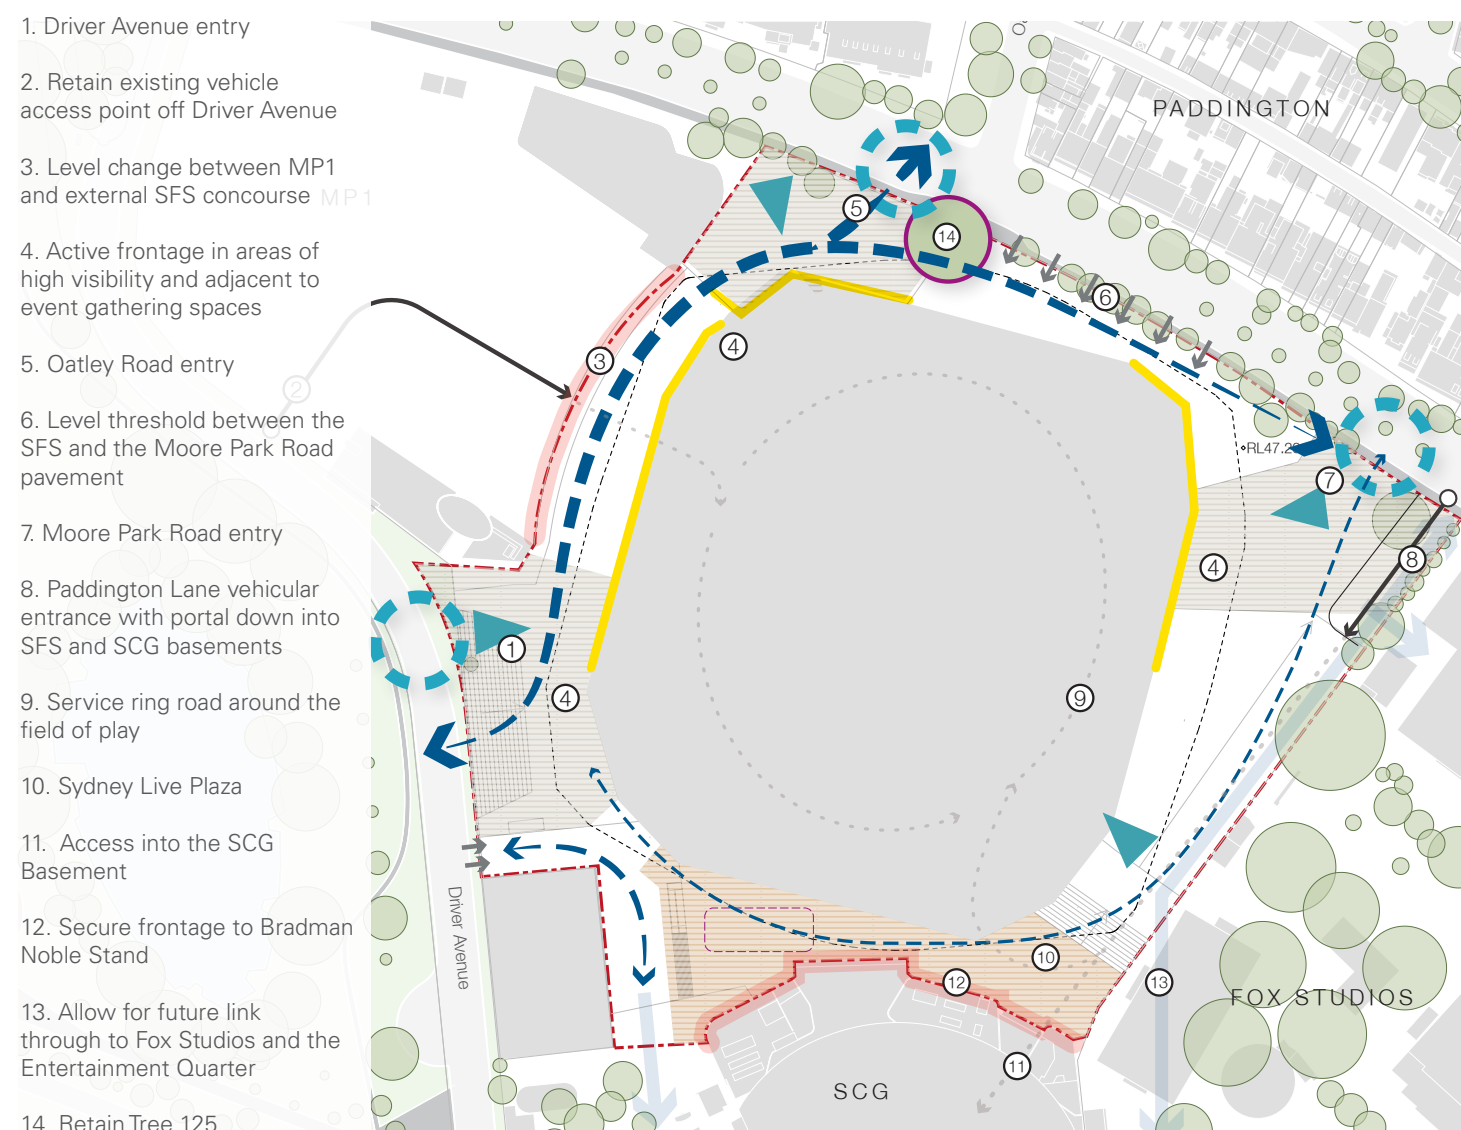 1. Driver Avenue entry
2. Retain existing vehicle
access point off Driver Avenue
3. Level change between MP1
and external SFS concourse
MP1
4. Active frontage in areas of
high visibility and adjacent to
event gathering spaces
5. Oatley Road entry
2
6. Level threshold between the
SFS and the Moore Park Road
pavement
7. Moore Park Road entry
8. Paddington Lane vehicular
entrance with portal down into
SFS and SCG basements
9. Service ring road around the
field of play
10. Sydney Live Plaza
11. Access into the SCG
Basement
12. Secure frontage to Bradman
Noble Stand
13. Allow for future link
through to Fox Studios and the
Entertainment Quarter
14. Retain Tree 125
PADDINGTON
5
14
6
4
3
RL47.2
7
8
4
1
4
9
Driver Avenue
10
12
13
FOX STUDIOS
11
SCG